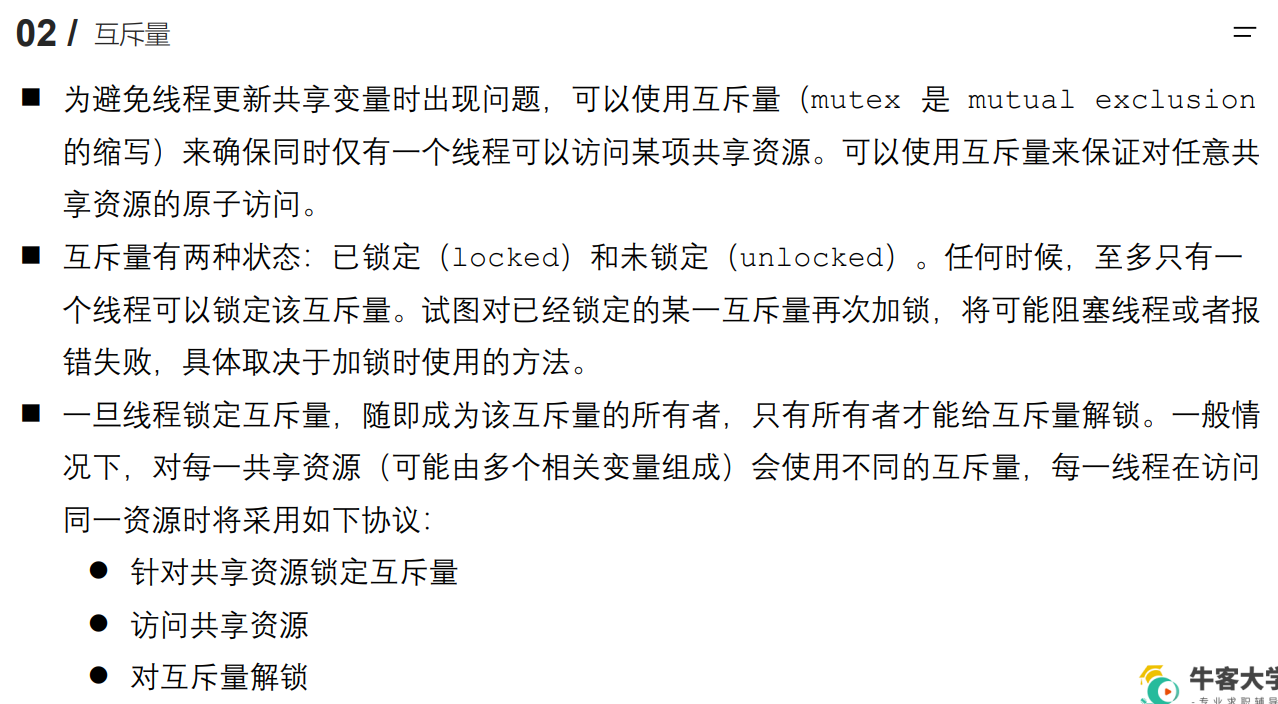 02 / 互斥量
■ 为避免线程更新共享变量时出现问题，可以使用互斥量（mutex 是 mutual exclusion
的缩写）来确保同时仅有一个线程可以访问某项共享资源。可以使用互斥量来保证对任意共
享资源的原子访问。
■ 互斥量有两种状态：已锁定（locked）和未锁定（unlocked）。任何时候，至多只有一
个线程可以锁定该互斥量。试图对已经锁定的某一互斥量再次加锁，将可能阻塞线程或者报
错失败，具体取决于加锁时使用的方法。
■ 一旦线程锁定互斥量，随即成为该互斥量的所有者，只有所有者才能给互斥量解锁。一般情
况下，对每一共享资源（可能由多个相关变量组成）会使用不同的互斥量，每一线程在访问
同一资源时将采用如下协议：
● 针对共享资源锁定互斥量
● 访问共享资源
● 对互斥量解锁
牛客大学
-专业求职辅导